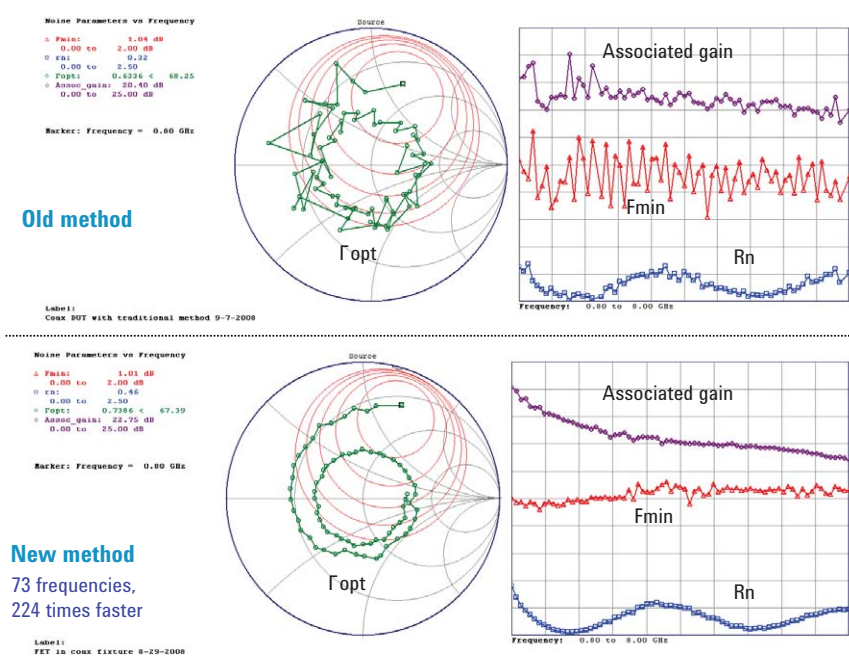 Noise Parameters vs Frequency
Fmin: 1.04 dB
0.00 to 2.00 dB
rn: 0.32
0.00 to 2.50
Γopt: 0.6336 < 68.25
Assoc_gain: 20.40 dB
0.00 to 25.00 dB
Marker: Frequency = 0.80 GHz
Old method
Label:
Coax DUT with traditional method 9-7-2008
Source
Γopt
Associated gain
Fmin
Rn
Frequency: 0.80 to 8.00 GHz
Noise Parameters vs Frequency
Fmin: 1.01 dB
0.00 to 2.00 dB
rn: 0.46
0.00 to 2.50
Γopt: 0.7386 < 67.39
Assoc_gain: 22.75 dB
0.00 to 25.00 dB
Marker: Frequency = 0.80 GHz
New method
73 frequencies,
224 times faster
Label:
FET in coax fixture 8-29-2008
Source
Γopt
Associated gain
Fmin
Rn
Frequency: 0.80 to 8.00 GHz